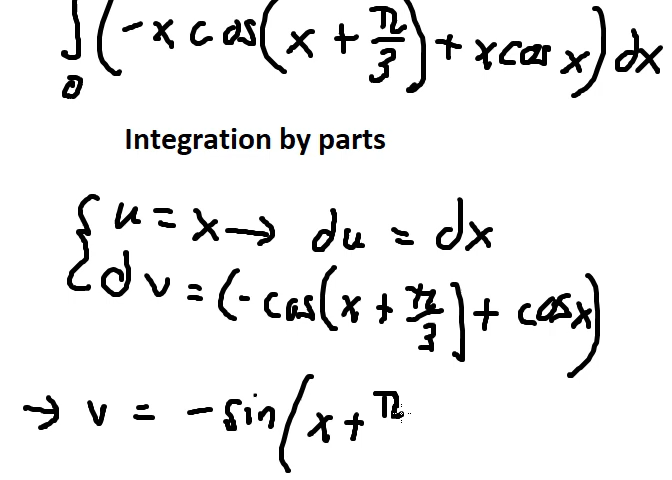 ∫₀ (-x cos(x + π/3) + x cos x) dx
Integration by parts
{ u = x → du = dx
{ dv = (-cos(x + π/3) + cos x)
→ v = -sin(x + π